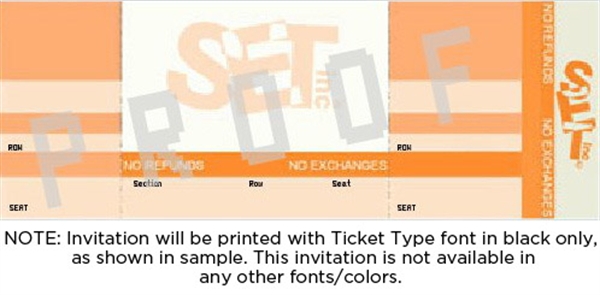 SET
inc
PROOF
ROW
SEAT
NO REFUNDS NO EXCHANGES
Section Row Seat
ROW
SEAT
NO REFUNDS NO EXCHANGES
SET
inc
NOTE: Invitation will be printed with Ticket Type font in black only,
as shown in sample. This invitation is not available in
any other fonts/colors.